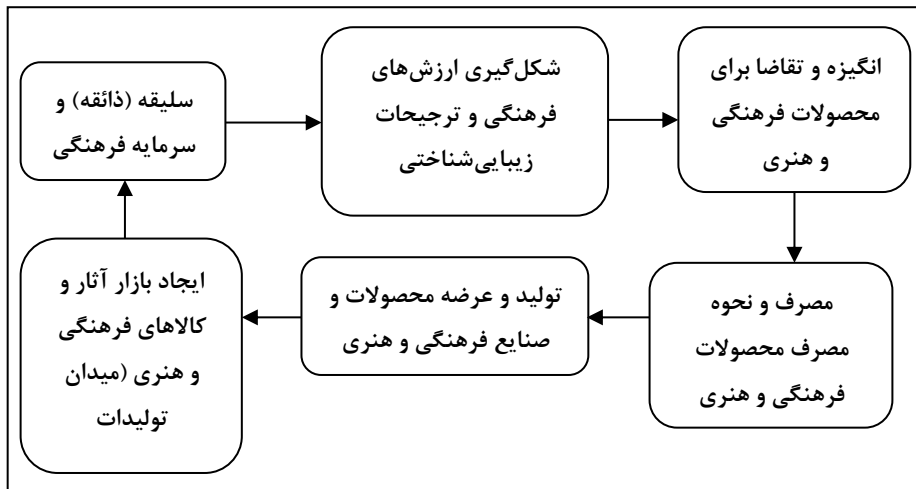 سلیقه (ذائقه) و
سرمایه فرهنگی
شکل‌گیری ارزش‌های
فرهنگی و ترجیحات
زیبایی‌شناختی
انگیزه و تقاضا برای
محصولات فرهنگی
و هنری
مصرف و نحوه
مصرف محصولات
فرهنگی و هنری
تولید و عرضه محصولات و
صنایع فرهنگی و هنری
ایجاد بازار آثار و
کالاهای فرهنگی
و هنری (میدان
تولیدات